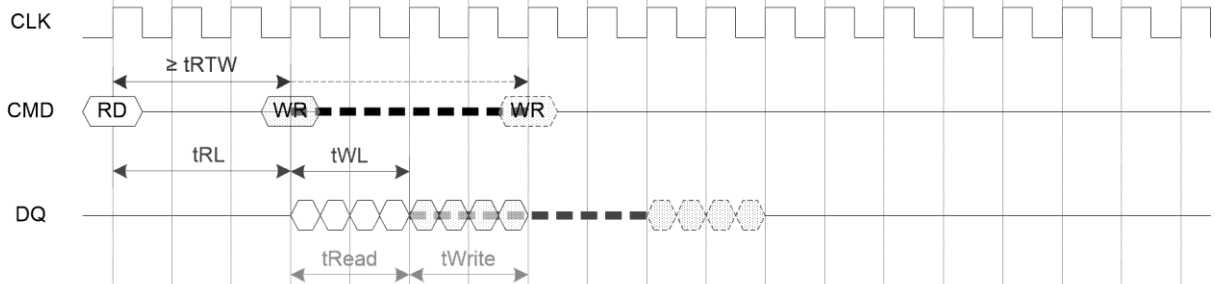 CLK
≥ tRTW
CMD RD WR WR
tRL tWL
DQ
tRead tWrite